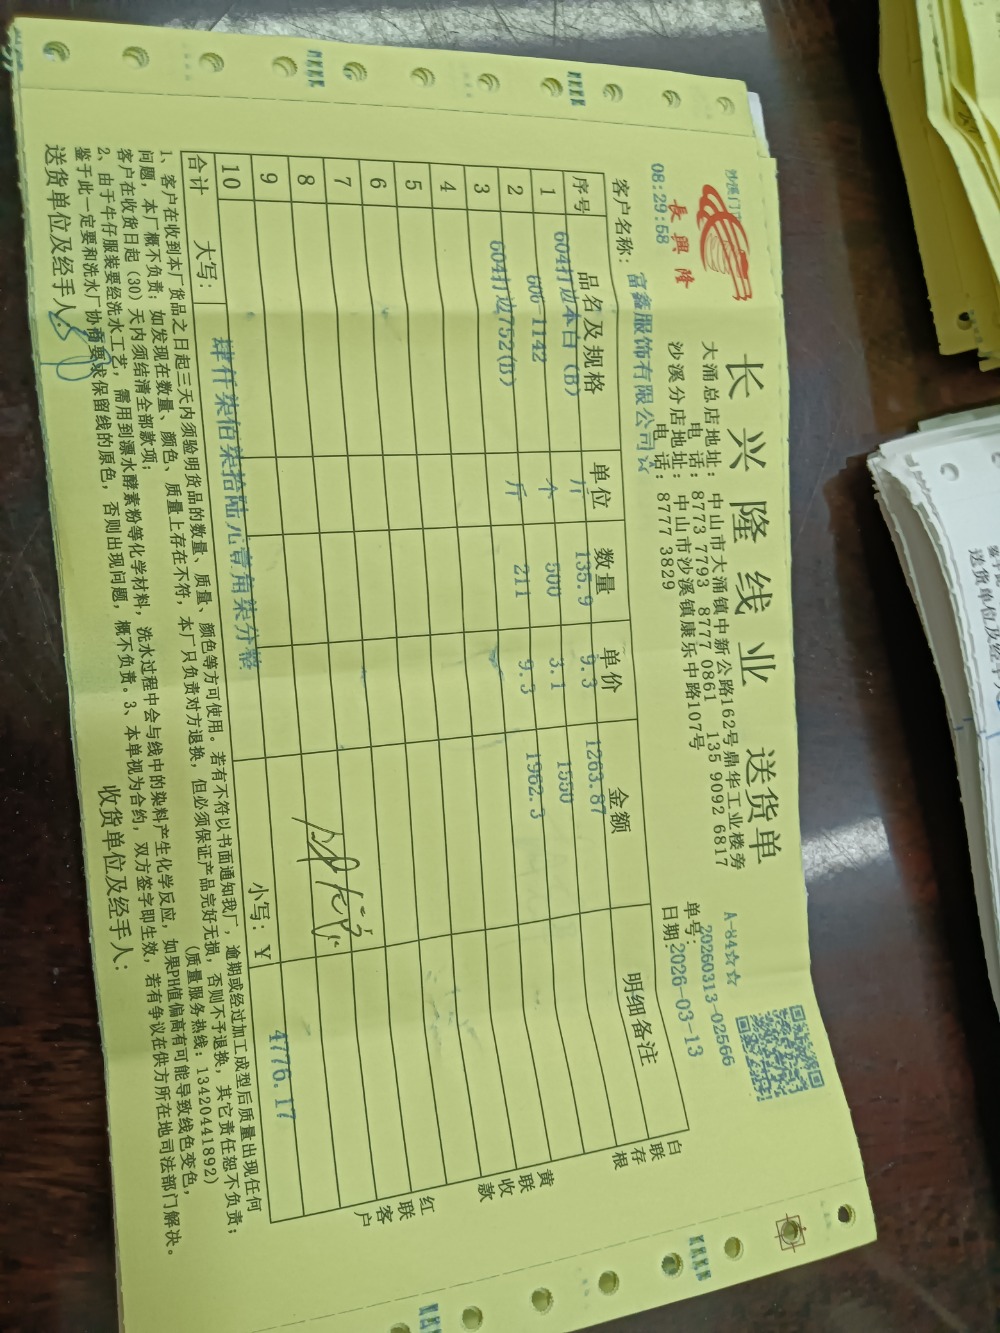 沙溪门市
長興隆
08:29:58
长兴隆线业 送货单
大涌总店地址: 中山市大涌镇中新公路162号鼎华工业楼旁
电 话: 8773 7793 8777 0861 135 9092 6817
沙溪分店地址: 中山市沙溪镇康乐中路107号
电 话: 8777 3829
A-84☆☆
单号: 20260313-02566
日期: 2026-03-13
客户名称: 富鑫服饰有限公司☆
序号 品名及规格 单位 数量 单价 金额 明细备注
1 604打边本白(B) 斤 135.9 9.3 1263.87
2 606-1142 个 500 3.1 1550
3 604打边752(B) 斤 211 9.3 1962.3
4
5
6
7
8
9
10
合计 大写: 肆仟柒佰柒拾陆元壹角柒分整 小写: ¥ 4776.17
白联存根
黄联收款
红联客户
1、客户在收到本厂货品之日起三天内须验明货品的数量、质量、颜色等方可使用。若有不符以书面通知我厂，逾期或经过加工成型后质量出现任何
问题，本厂概不负责；如发现在数量、颜色、质量上存在不符，本厂只负责对方退换，但必须保证产品完好无损，否则不予退换，其它责任恕不负责；
客户在收货日起（30）天内须结清全部款项； (质量服务热线: 13420441892)
2、由于牛仔服装要经洗水工艺，需用到漂水酵素粉等化学材料，洗水过程中会与线中的染料产生化学反应，如果PH值偏高有可能导致线色变色，
鉴于此一定要和洗水厂协商要求保留线的原色，否则出现问题，概不负责。3、本单视为合约，双方签字即生效，若有争议在供方所在地司法部门解决。
送货单位及经手人: 收货单位及经手人:
送货单位及经手人